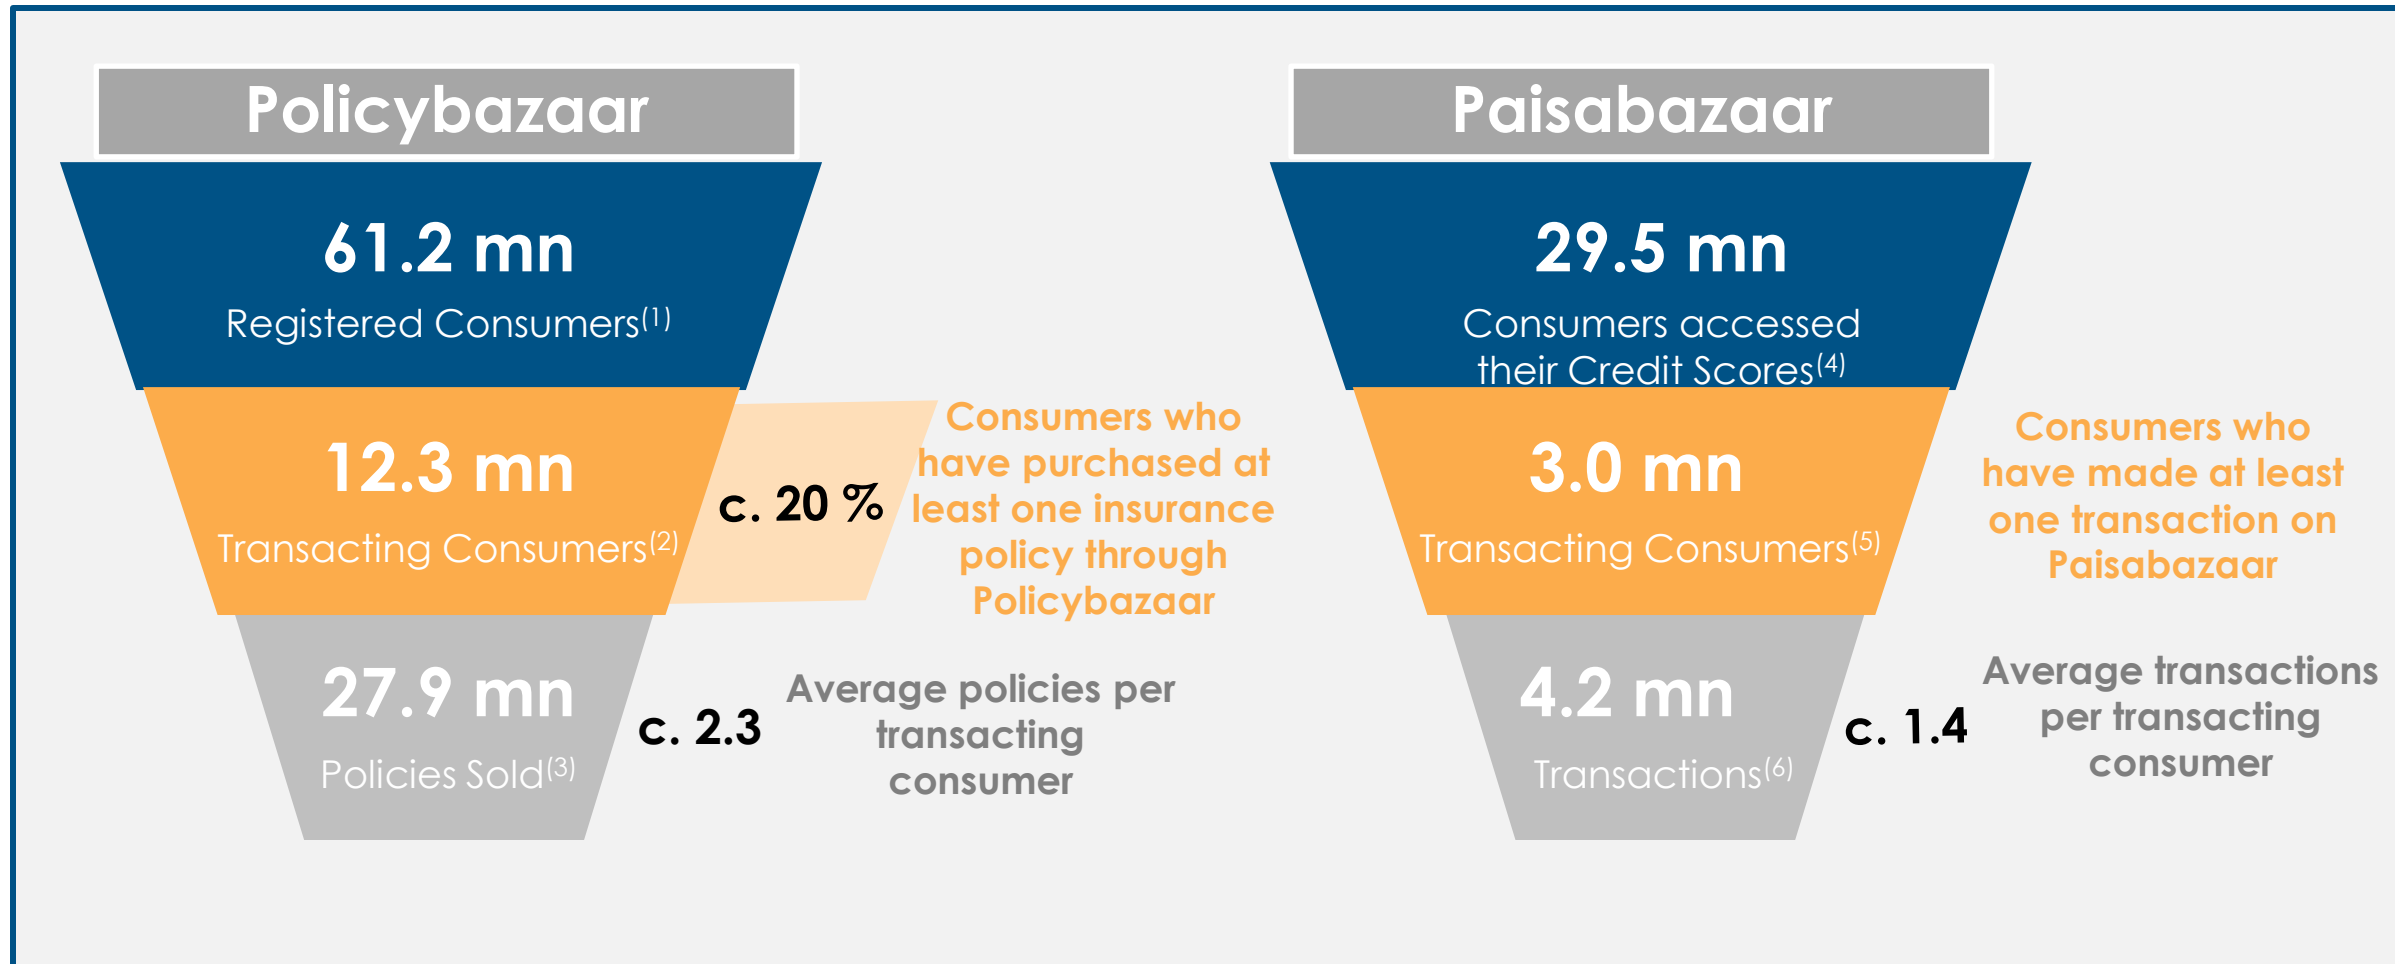 Policybazaar
61.2 mn
Registered Consumers(1)
12.3 mn
Transacting Consumers(2)
c. 20 %
Consumers who
have purchased at
least one insurance
policy through
Policybazaar
27.9 mn
Policies Sold(3)
c. 2.3
Average policies per
transacting
consumer
Paisabazaar
29.5 mn
Consumers accessed
their Credit Scores(4)
3.0 mn
Transacting Consumers(5)
Consumers who
have made at least
one transaction on
Paisabazaar
4.2 mn
Transactions(6)
c. 1.4
Average transactions
per transacting
consumer